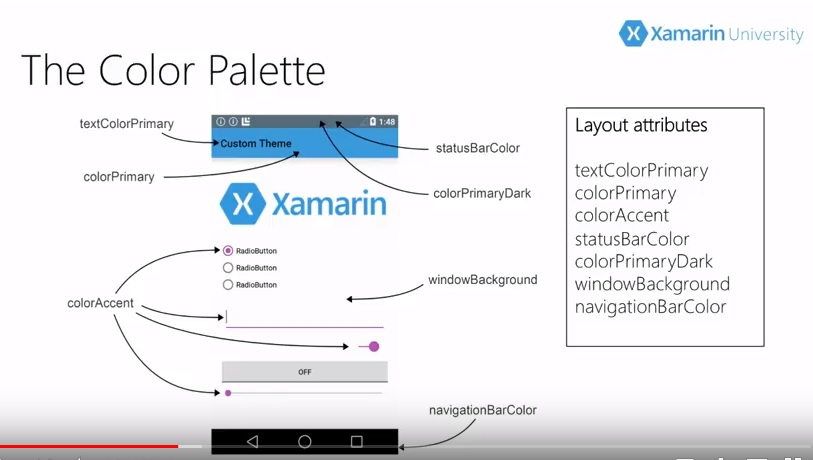 Xamarin University
The Color Palette
textColorPrimary
1:48
Custom Theme
statusBarColor
colorPrimary
colorPrimaryDark
Xamarin
RadioButton
RadioButton
RadioButton
windowBackground
colorAccent
OFF
navigationBarColor
Layout attributes
textColorPrimary
colorPrimary
colorAccent
statusBarColor
colorPrimaryDark
windowBackground
navigationBarColor